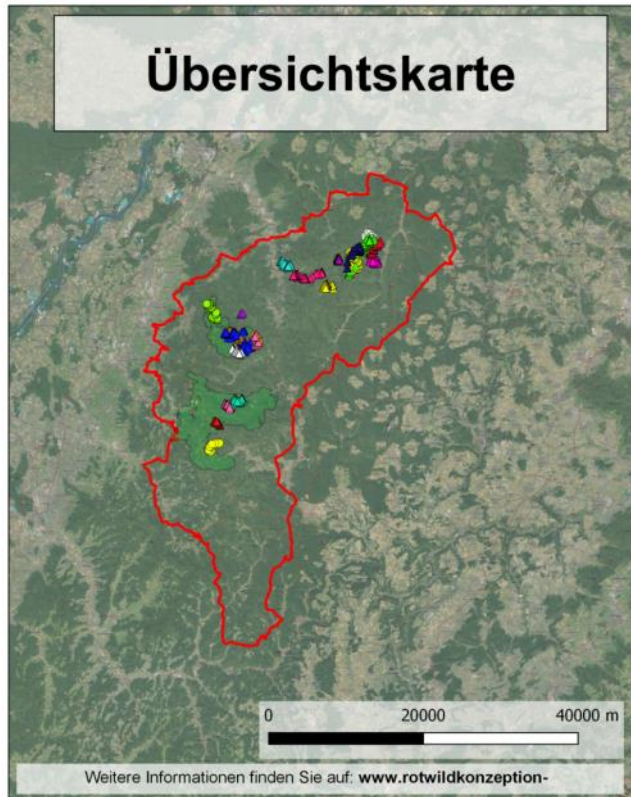 Übersichtskarte
0 20000 40000 m
Weitere Informationen finden Sie auf: www.rotwildkonzeption-